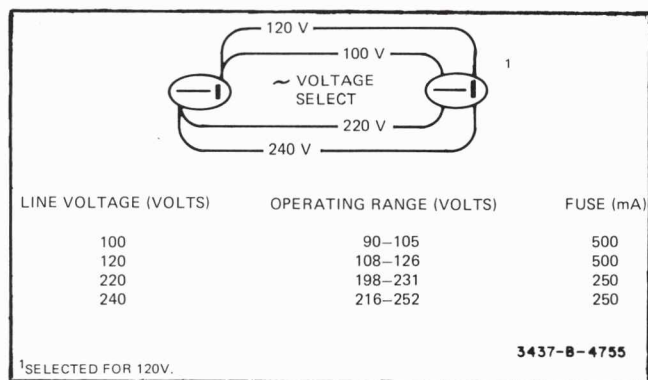 120 V
100 V
1
~ VOLTAGE
SELECT
220 V
240 V
LINE VOLTAGE (VOLTS) OPERATING RANGE (VOLTS) FUSE (mA)
100 90–105 500
120 108–126 500
220 198–231 250
240 216–252 250
3437-B-4755
1SELECTED FOR 120V.